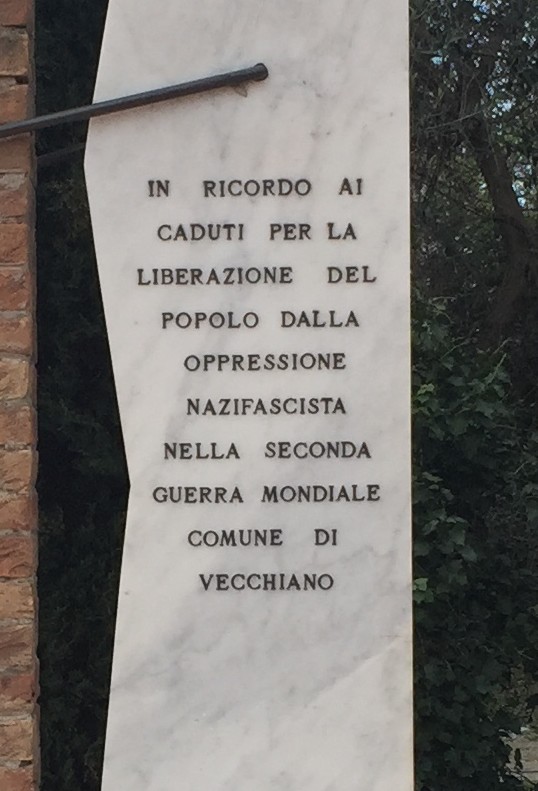 IN RICORDO AI
CADUTI PER LA
LIBERAZIONE DEL
POPOLO DALLA
OPPRESSIONE
NAZIFASCISTA
NELLA SECONDA
GUERRA MONDIALE
COMUNE DI
VECCHIANO